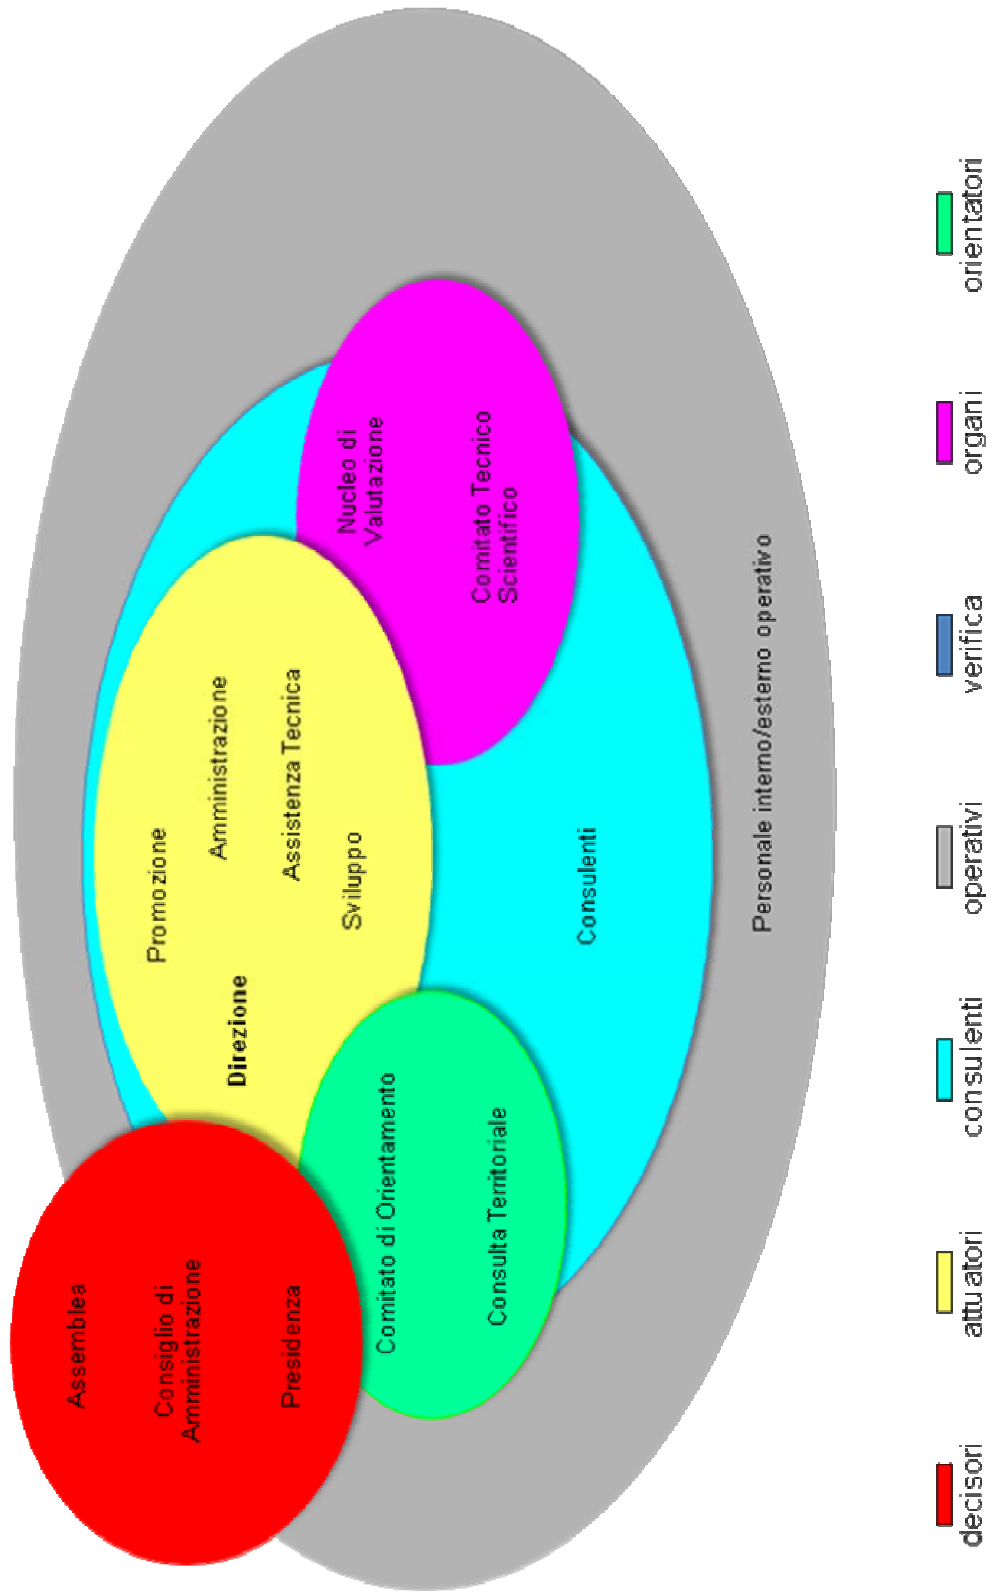 Assemblea
Consiglio di
Amministrazione
Presidenza
Direzione
Promozione
Amministrazione
Assistenza Tecnica
Sviluppo
Comitato di Orientamento
Consulta Territoriale
Nucleo di
Valutazione
Comitato Tecnico
Scientifico
Consulenti
Personale interno/esterno operativo
decisori
attuatori
consulenti
operativi
verifica
organi
orientatori